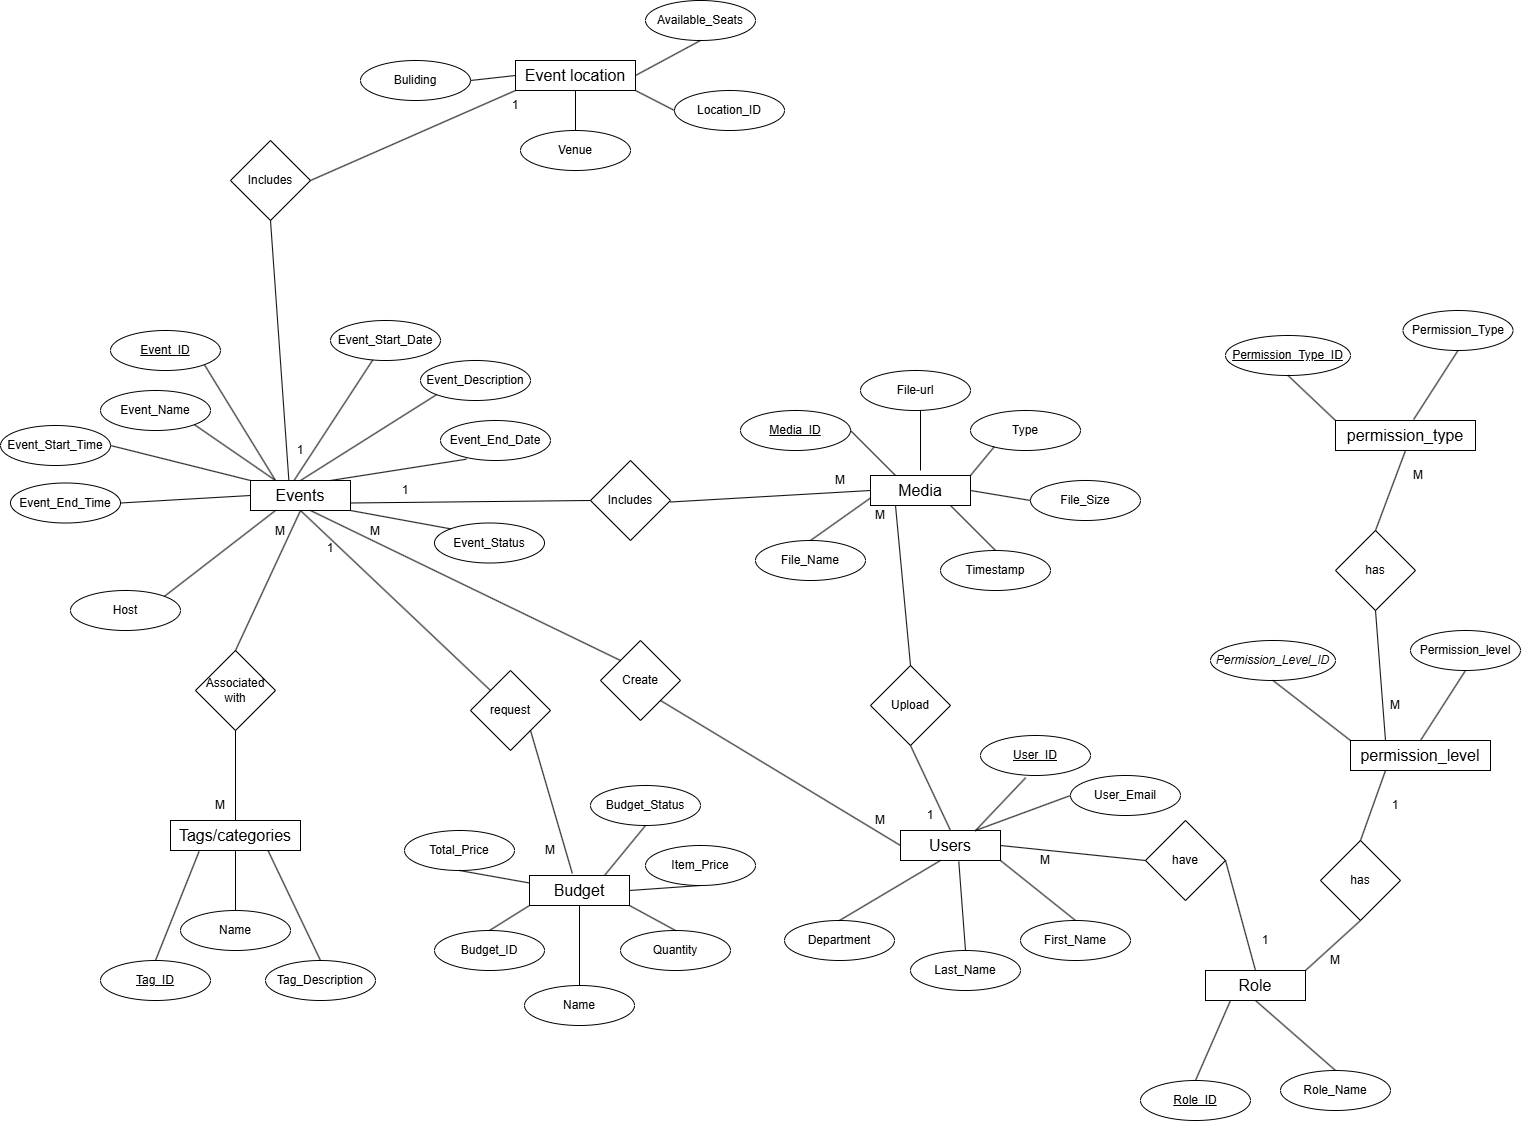 Available_Seats
Event location
Buliding
1
Location_ID
Venue
Includes
Event_ID
Event_Start_Date
Event_Description
Event_Name
Event_Start_Time
Event_End_Date
1
Event_End_Time
Events
1
Includes
M
Event_Status
M
1
M
Host
File-url
Media_ID
Type
Media
File_Size
M
File_Name
Timestamp
Permission_Type
Permission_Type_ID
permission_type
M
has
Permission_Level_ID
Permission_level
M
permission_level
1
has
M
Associated
with
request
Create
Upload
User_ID
User_Email
M
1
Users
M
have
1
Department
First_Name
Last_Name
Role
Role_ID
Role_Name
M
Tags/categories
Name
Tag_ID
Tag_Description
Budget_Status
Total_Price
M
Item_Price
Budget
Budget_ID
Quantity
Name